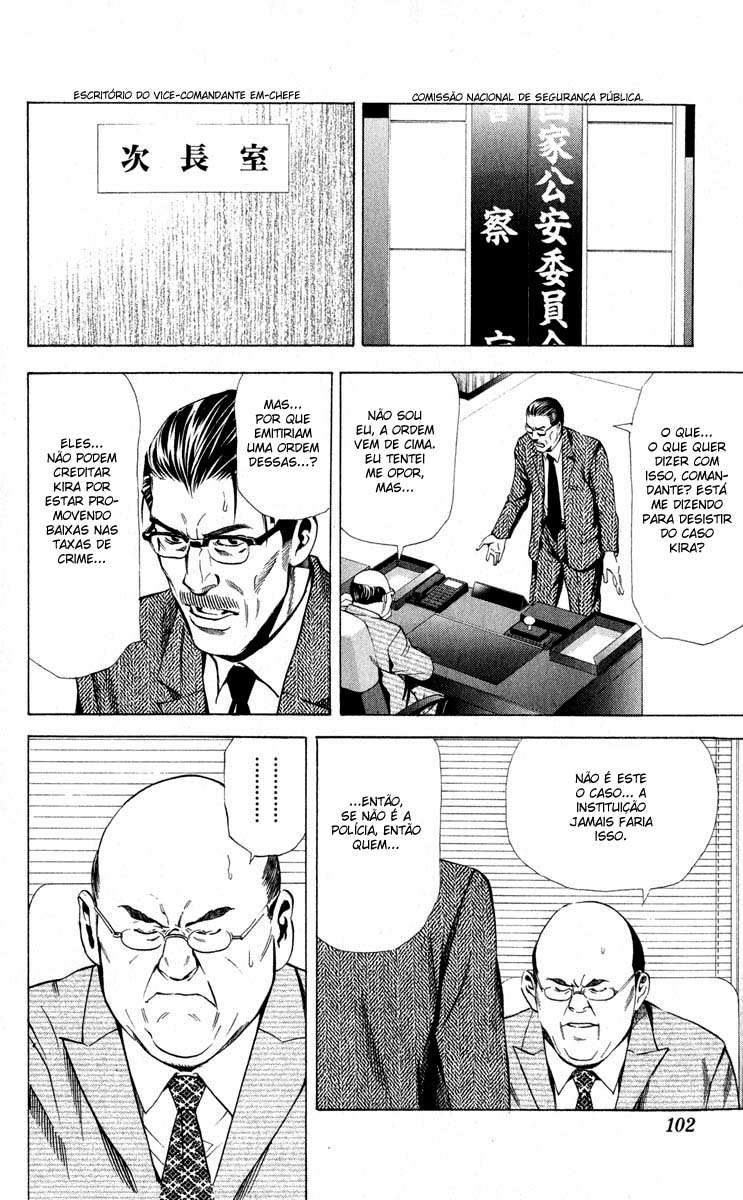 COMISSÃO NACIONAL DE SEGURANÇA PÚBLICA.
国家公安委員会
警察庁
ESCRITÓRIO DO VICE-COMANDANTE EM-CHEFE
次長室
O QUE...
O QUE QUER
DIZER COM
ISSO, COMAN-
DANTE? ESTÁ
ME DIZENDO
PARA DESISTIR
DO CASO
KIRA?
NÃO SOU
EU, A ORDEM
VEM DE CIMA.
EU TENTEI
ME OPOR,
MAS...
MAS...
POR QUE
EMITIRIAM
UMA ORDEM
DESSAS...?
ELES...
NÃO PODEM
CREDITAR
KIRA POR
ESTAR PRO-
MOVENDO
BAIXAS NAS
TAXAS DE
CRIME...
NÃO É ESTE
O CASO... A
INSTITUIÇÃO
JAMAIS FARIA
ISSO.
...ENTÃO,
SE NÃO É A
POLÍCIA, ENTÃO
QUEM...
102